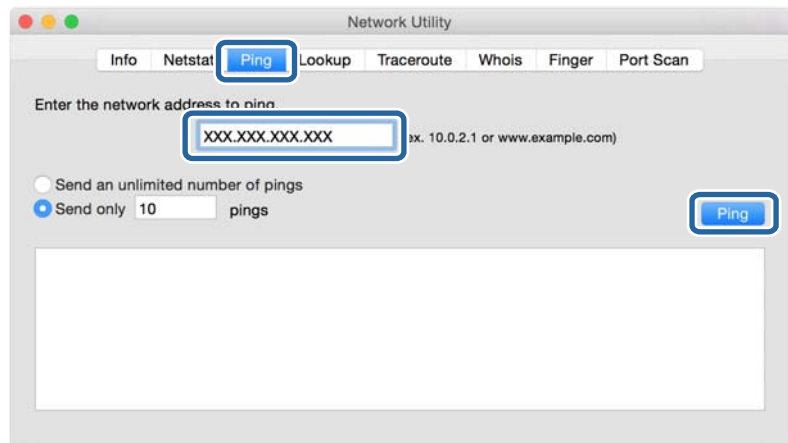 Network Utility
Info Netstat Ping Lookup Traceroute Whois Finger Port Scan
Enter the network address to ping.
XXX.XXX.XXX.XXX ex. 10.0.2.1 or www.example.com)
Send an unlimited number of pings
Send only 10 pings
Ping